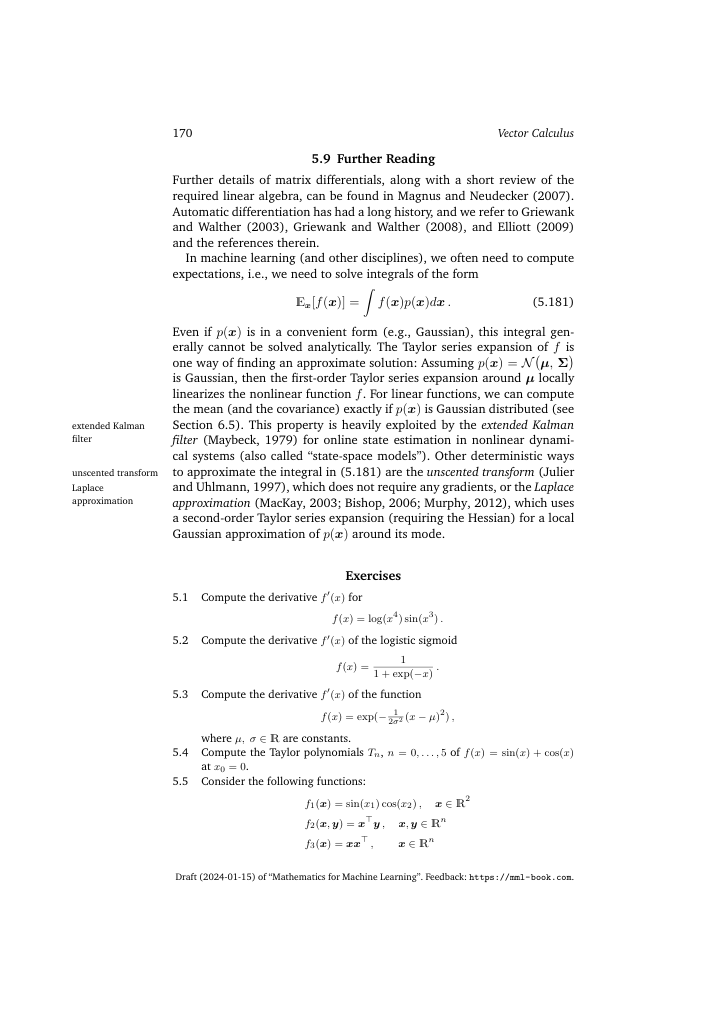 170
Vector Calculus
5.9 Further Reading
Further details of matrix differentials, along with a short review of the
required linear algebra, can be found in Magnus and Neudecker (2007).
Automatic differentiation has had a long history, and we refer to Griewank
and Walther (2003), Griewank and Walther (2008), and Elliott (2009)
and the references therein.
In machine learning (and other disciplines), we often need to compute
expectations, i.e., we need to solve integrals of the form
𝔼ₓ[f(x)] = ∫ f(x)p(x)dx . (5.181)
Even if p(x) is in a convenient form (e.g., Gaussian), this integral gen-
erally cannot be solved analytically. The Taylor series expansion of f is
one way of finding an approximate solution: Assuming p(x) = 𝒩(μ, Σ)
is Gaussian, then the first-order Taylor series expansion around μ locally
linearizes the nonlinear function f. For linear functions, we can compute
the mean (and the covariance) exactly if p(x) is Gaussian distributed (see
extended Kalman
filter
Section 6.5). This property is heavily exploited by the extended Kalman
filter (Maybeck, 1979) for online state estimation in nonlinear dynami-
cal systems (also called “state-space models”). Other deterministic ways
unscented transform
Laplace
approximation
to approximate the integral in (5.181) are the unscented transform (Julier
and Uhlmann, 1997), which does not require any gradients, or the Laplace
approximation (MacKay, 2003; Bishop, 2006; Murphy, 2012), which uses
a second-order Taylor series expansion (requiring the Hessian) for a local
Gaussian approximation of p(x) around its mode.
Exercises
5.1 Compute the derivative f′(x) for
f(x) = log(x⁴) sin(x³) .
5.2 Compute the derivative f′(x) of the logistic sigmoid
f(x) = 1 / (1 + exp(−x)) .
5.3 Compute the derivative f′(x) of the function
f(x) = exp(−1/(2σ²) (x − μ)²) ,
where μ, σ ∈ ℝ are constants.
5.4 Compute the Taylor polynomials Tₙ, n = 0, . . . , 5 of f(x) = sin(x) + cos(x)
at x₀ = 0.
5.5 Consider the following functions:
f₁(x) = sin(x₁) cos(x₂) , x ∈ ℝ²
f₂(x, y) = x⊤y , x, y ∈ ℝⁿ
f₃(x) = xx⊤ , x ∈ ℝⁿ
Draft (2024-01-15) of “Mathematics for Machine Learning”. Feedback: https://mml-book.com.